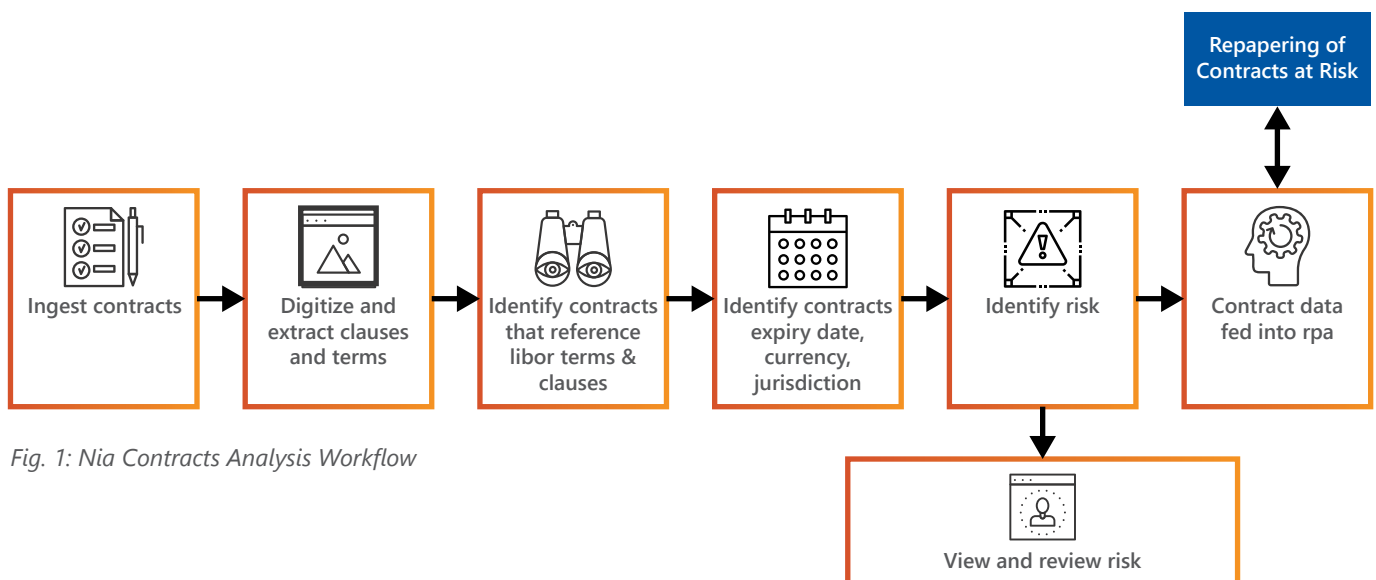 Repapering of
Contracts at Risk
Ingest contracts
Digitize and
extract clauses
and terms
Identify contracts
that reference
libor terms &
clauses
Identify contracts
expiry date,
currency,
jurisdiction
Identify risk
Contract data
fed into rpa
Fig. 1: Nia Contracts Analysis Workflow
View and review risk